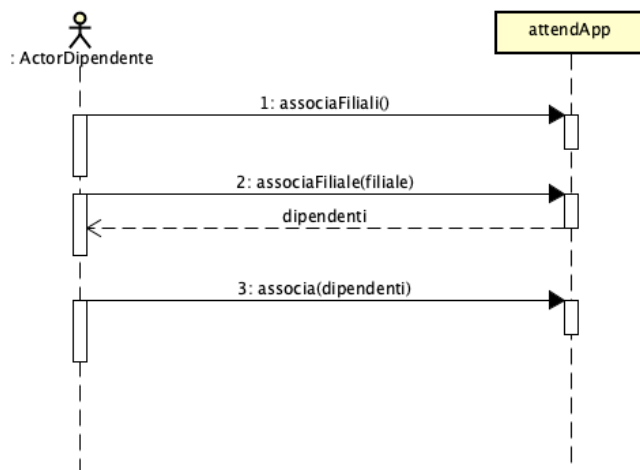 attendApp
: ActorDipendente
1: associaFiliali()
2: associaFiliale(filiale)
dipendenti
3: associa(dipendenti)